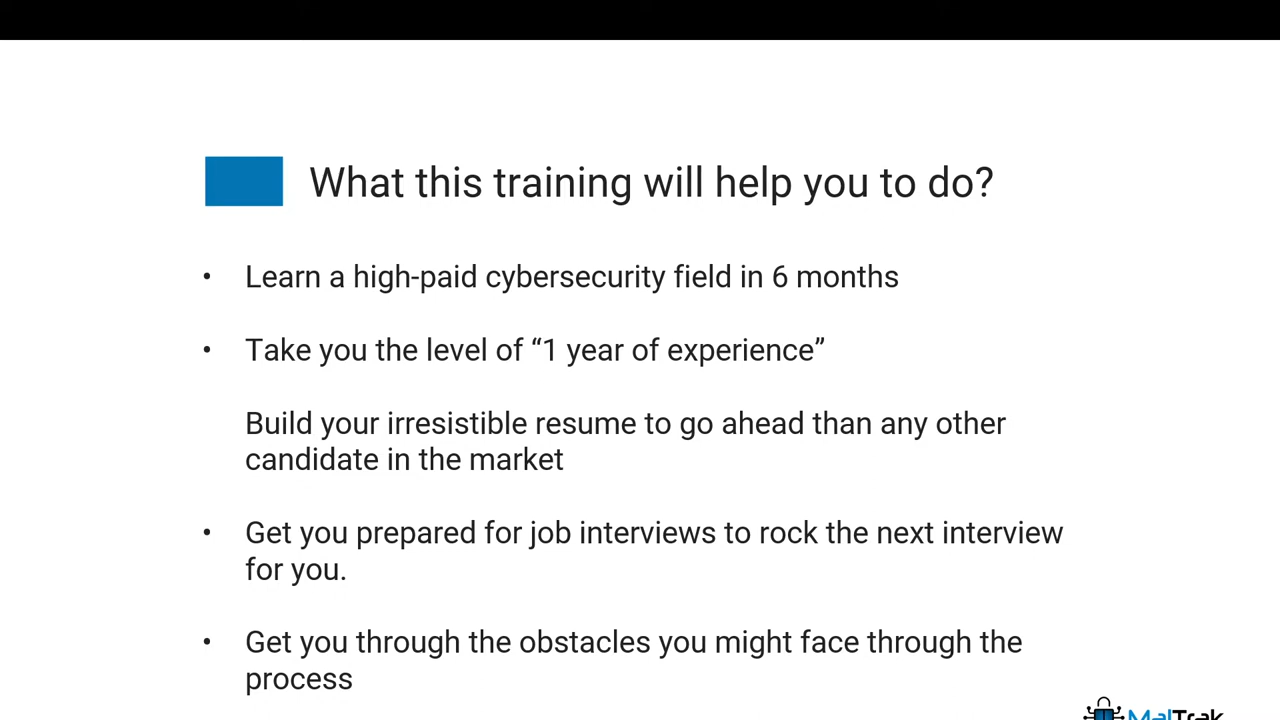 What this training will help you to do?
• Learn a high-paid cybersecurity field in 6 months
• Take you the level of “1 year of experience”
Build your irresistible resume to go ahead than any other
candidate in the market
• Get you prepared for job interviews to rock the next interview
for you.
• Get you through the obstacles you might face through the
process
MalTrak